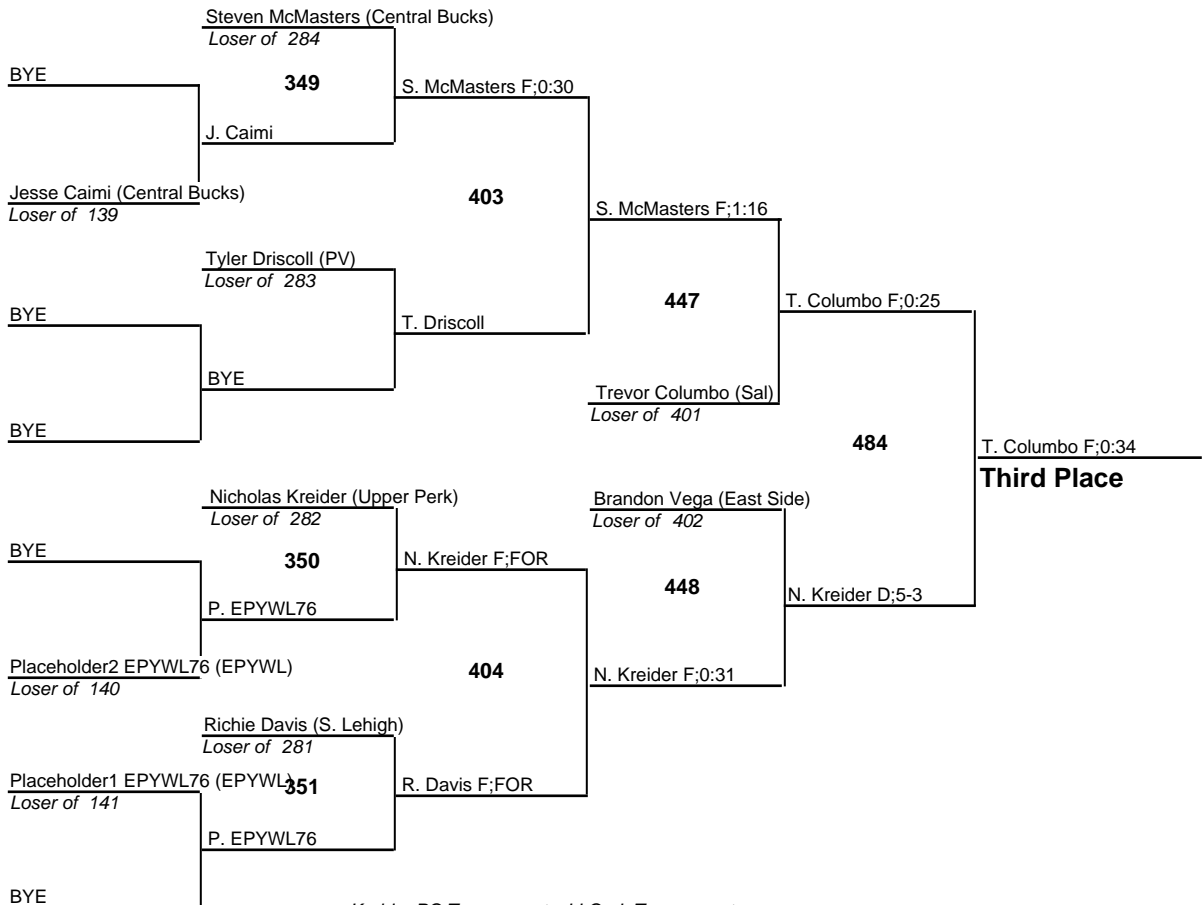 Steven McMasters (Central Bucks)
Loser of 284
BYE
349
S. McMasters F;0:30
J. Caimi
Jesse Caimi (Central Bucks)
Loser of 139
403
S. McMasters F;1:16
Tyler Driscoll (PV)
Loser of 283
447
T. Columbo F;0:25
BYE
T. Driscoll
BYE
Trevor Columbo (Sal)
Loser of 401
BYE
484
T. Columbo F;0:34
Third Place
Nicholas Kreider (Upper Perk)
Loser of 282
Brandon Vega (East Side)
Loser of 402
BYE
350
N. Kreider F;FOR
448
P. EPYWL76
N. Kreider D;5-3
Placeholder2 EPYWL76 (EPYWL)
Loser of 140
404
N. Kreider F;0:31
Richie Davis (S. Lehigh)
Loser of 281
Placeholder1 EPYWL76 (EPYWL)
Loser of 141
351
R. Davis F;FOR
P. EPYWL76
BYE